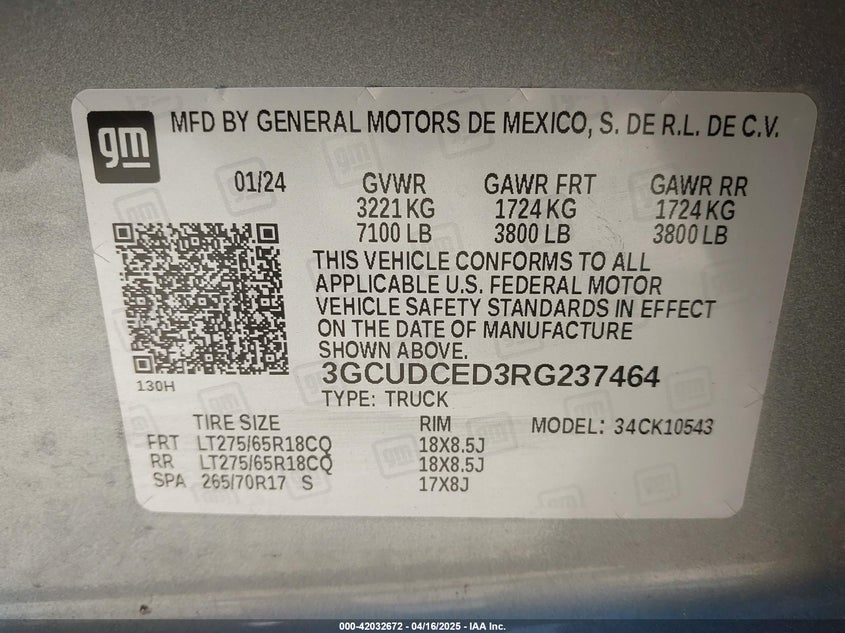 gm
MFD BY GENERAL MOTORS DE MEXICO, S. DE R.L. DE C.V.
01/24 GVWR GAWR FRT GAWR RR
3221 KG 1724 KG 1724 KG
7100 LB 3800 LB 3800 LB
THIS VEHICLE CONFORMS TO ALL
APPLICABLE U.S. FEDERAL MOTOR
VEHICLE SAFETY STANDARDS IN EFFECT
ON THE DATE OF MANUFACTURE
SHOWN ABOVE.
130H 3GCUDCED3RG237464
TYPE: TRUCK
TIRE SIZE RIM MODEL: 34CK10543
FRT LT275/65R18CQ 18X8.5J
RR LT275/65R18CQ 18X8.5J
SPA 265/70R17 S 17X8J
000-42032672 - 04/16/2025 - IAA Inc.